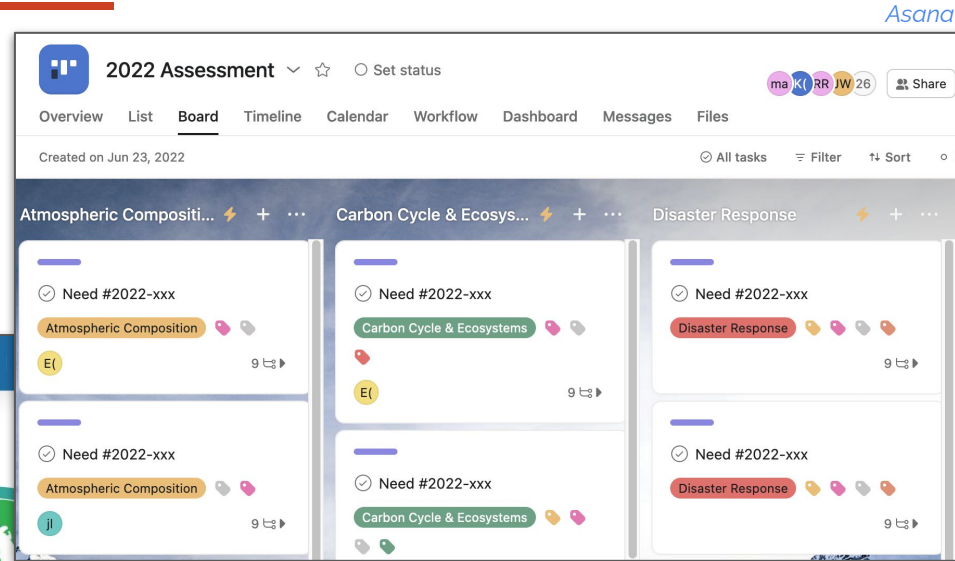 Asana
2022 Assessment
Set status
ma K( RR JW 26 Share
Overview List Board Timeline Calendar Workflow Dashboard Messages Files
Created on Jun 23, 2022
All tasks Filter Sort
Atmospheric Compositi... + ...
Carbon Cycle & Ecosys... + ...
Disaster Response + ...
Need #2022-xxx
Atmospheric Composition
E( 9
Need #2022-xxx
Atmospheric Composition
jl 9
Need #2022-xxx
Carbon Cycle & Ecosystems
E( 9
Need #2022-xxx
Carbon Cycle & Ecosystems
Need #2022-xxx
Disaster Response
9
Need #2022-xxx
Disaster Response
9